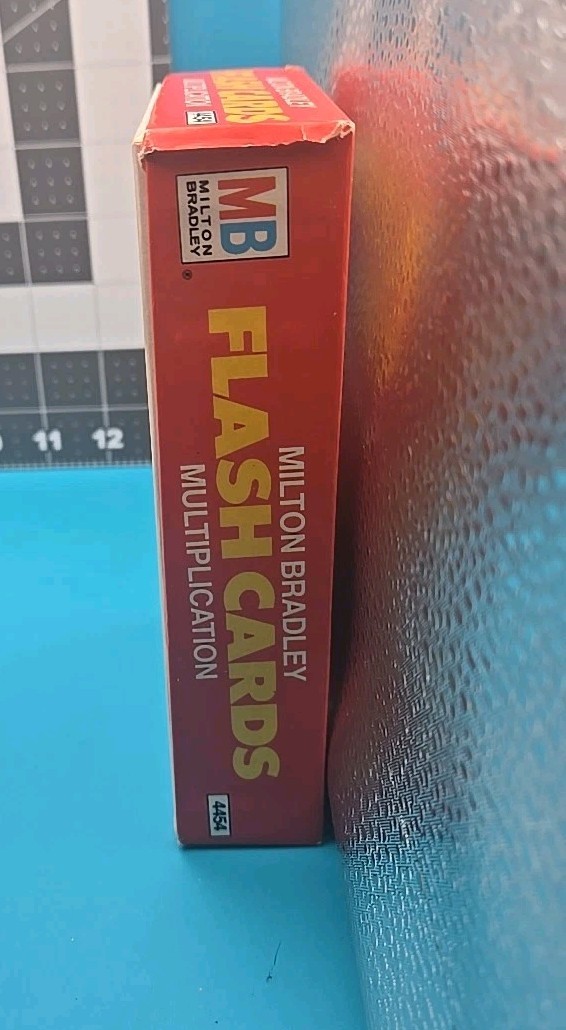 MB
MILTON
BRADLEY
®
MILTON BRADLEY
FLASH CARDS
MULTIPLICATION
4454
11 12